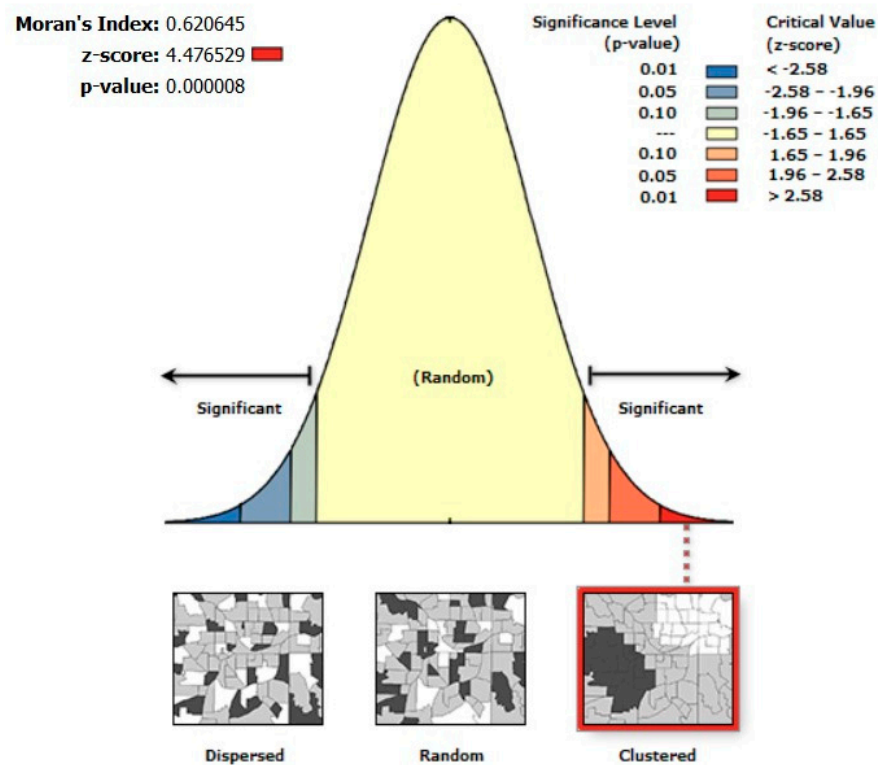 Moran's Index: 0.620645
z-score: 4.476529
p-value: 0.000008
Significance Level Critical Value
(p-value) (z-score)
0.01 < -2.58
0.05 -2.58 – -1.96
0.10 -1.96 – -1.65
--- -1.65 – 1.65
0.10 1.65 – 1.96
0.05 1.96 – 2.58
0.01 > 2.58
(Random)
Significant Significant
Dispersed Random Clustered